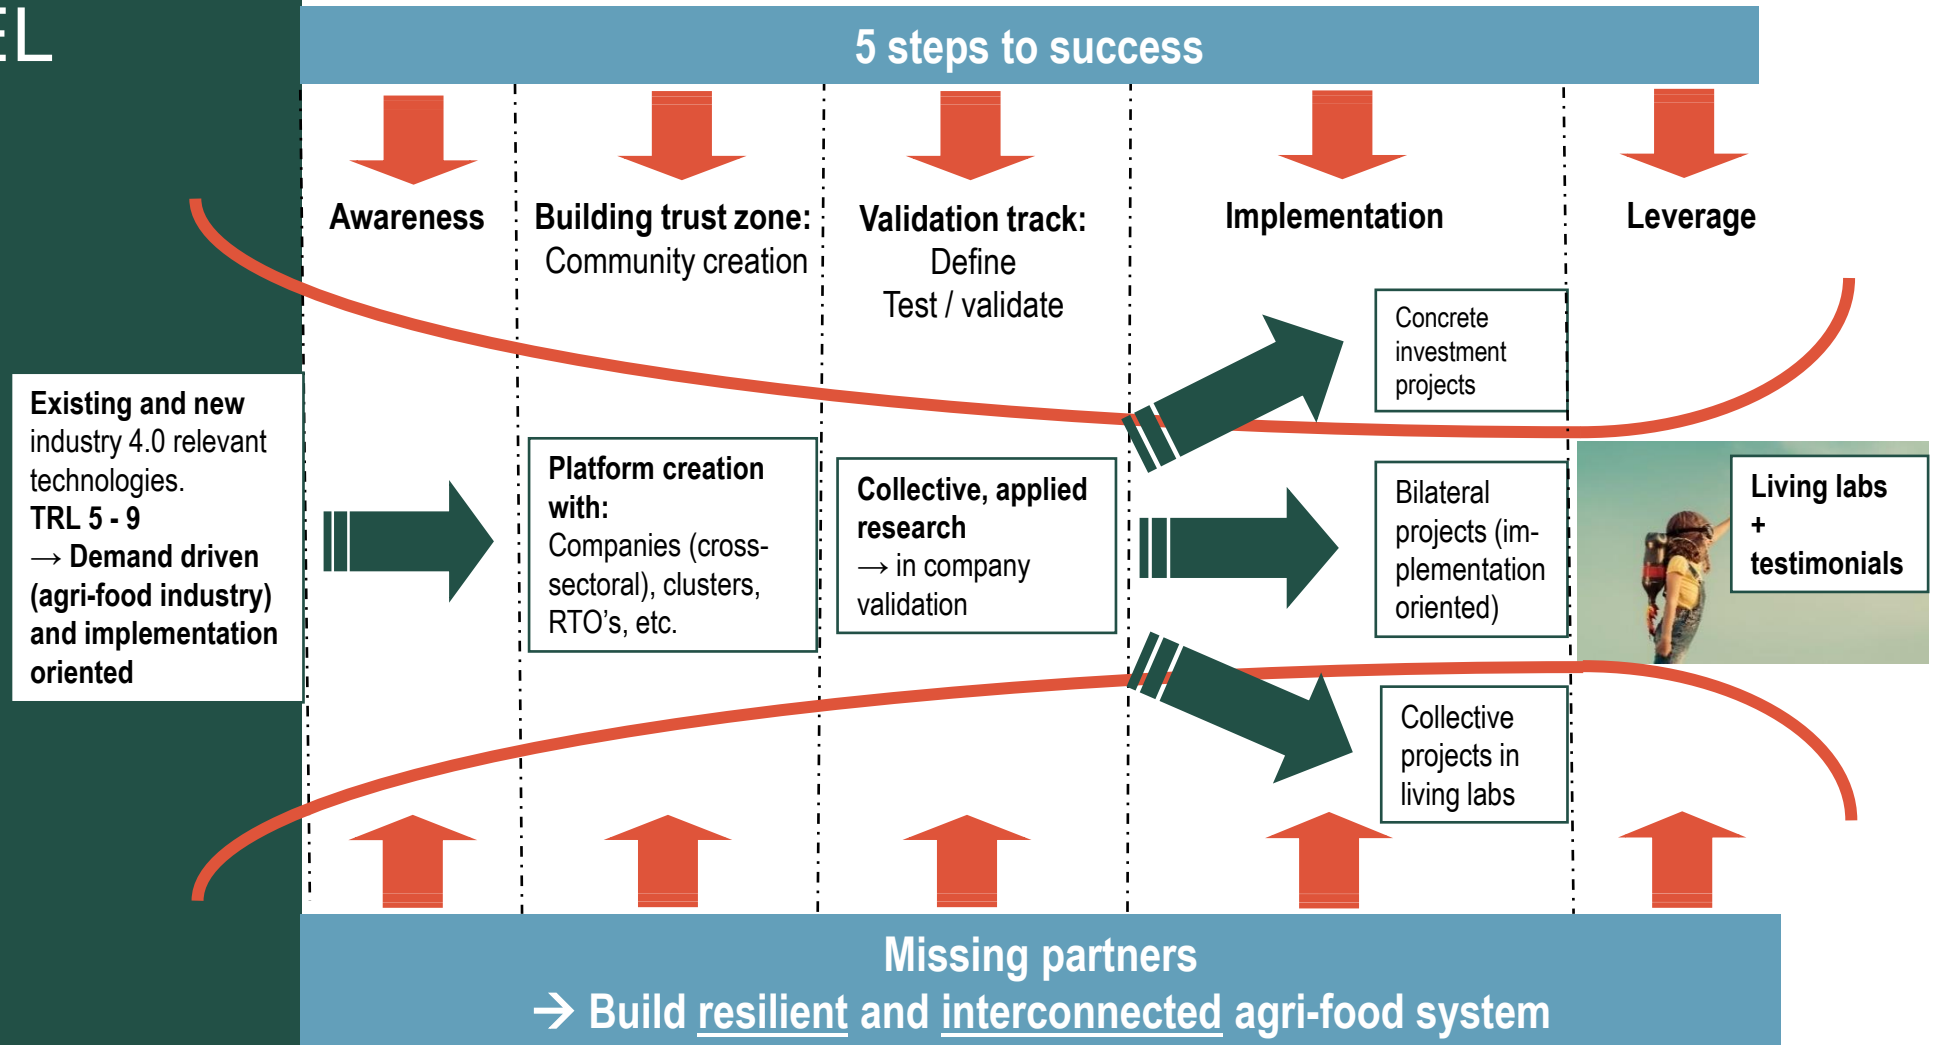 EL
5 steps to success
Awareness
Building trust zone:
Community creation
Validation track:
Define
Test / validate
Implementation
Leverage
Existing and new
industry 4.0 relevant
technologies.
TRL 5 - 9
→ Demand driven
(agri-food industry)
and implementation
oriented
Platform creation
with:
Companies (cross-
sectoral), clusters,
RTO’s, etc.
Collective, applied
research
→ in company
validation
Concrete
investment
projects
Bilateral
projects (im-
plementation
oriented)
Collective
projects in
living labs
Living labs
+
testimonials
Missing partners
→ Build resilient and interconnected agri-food system